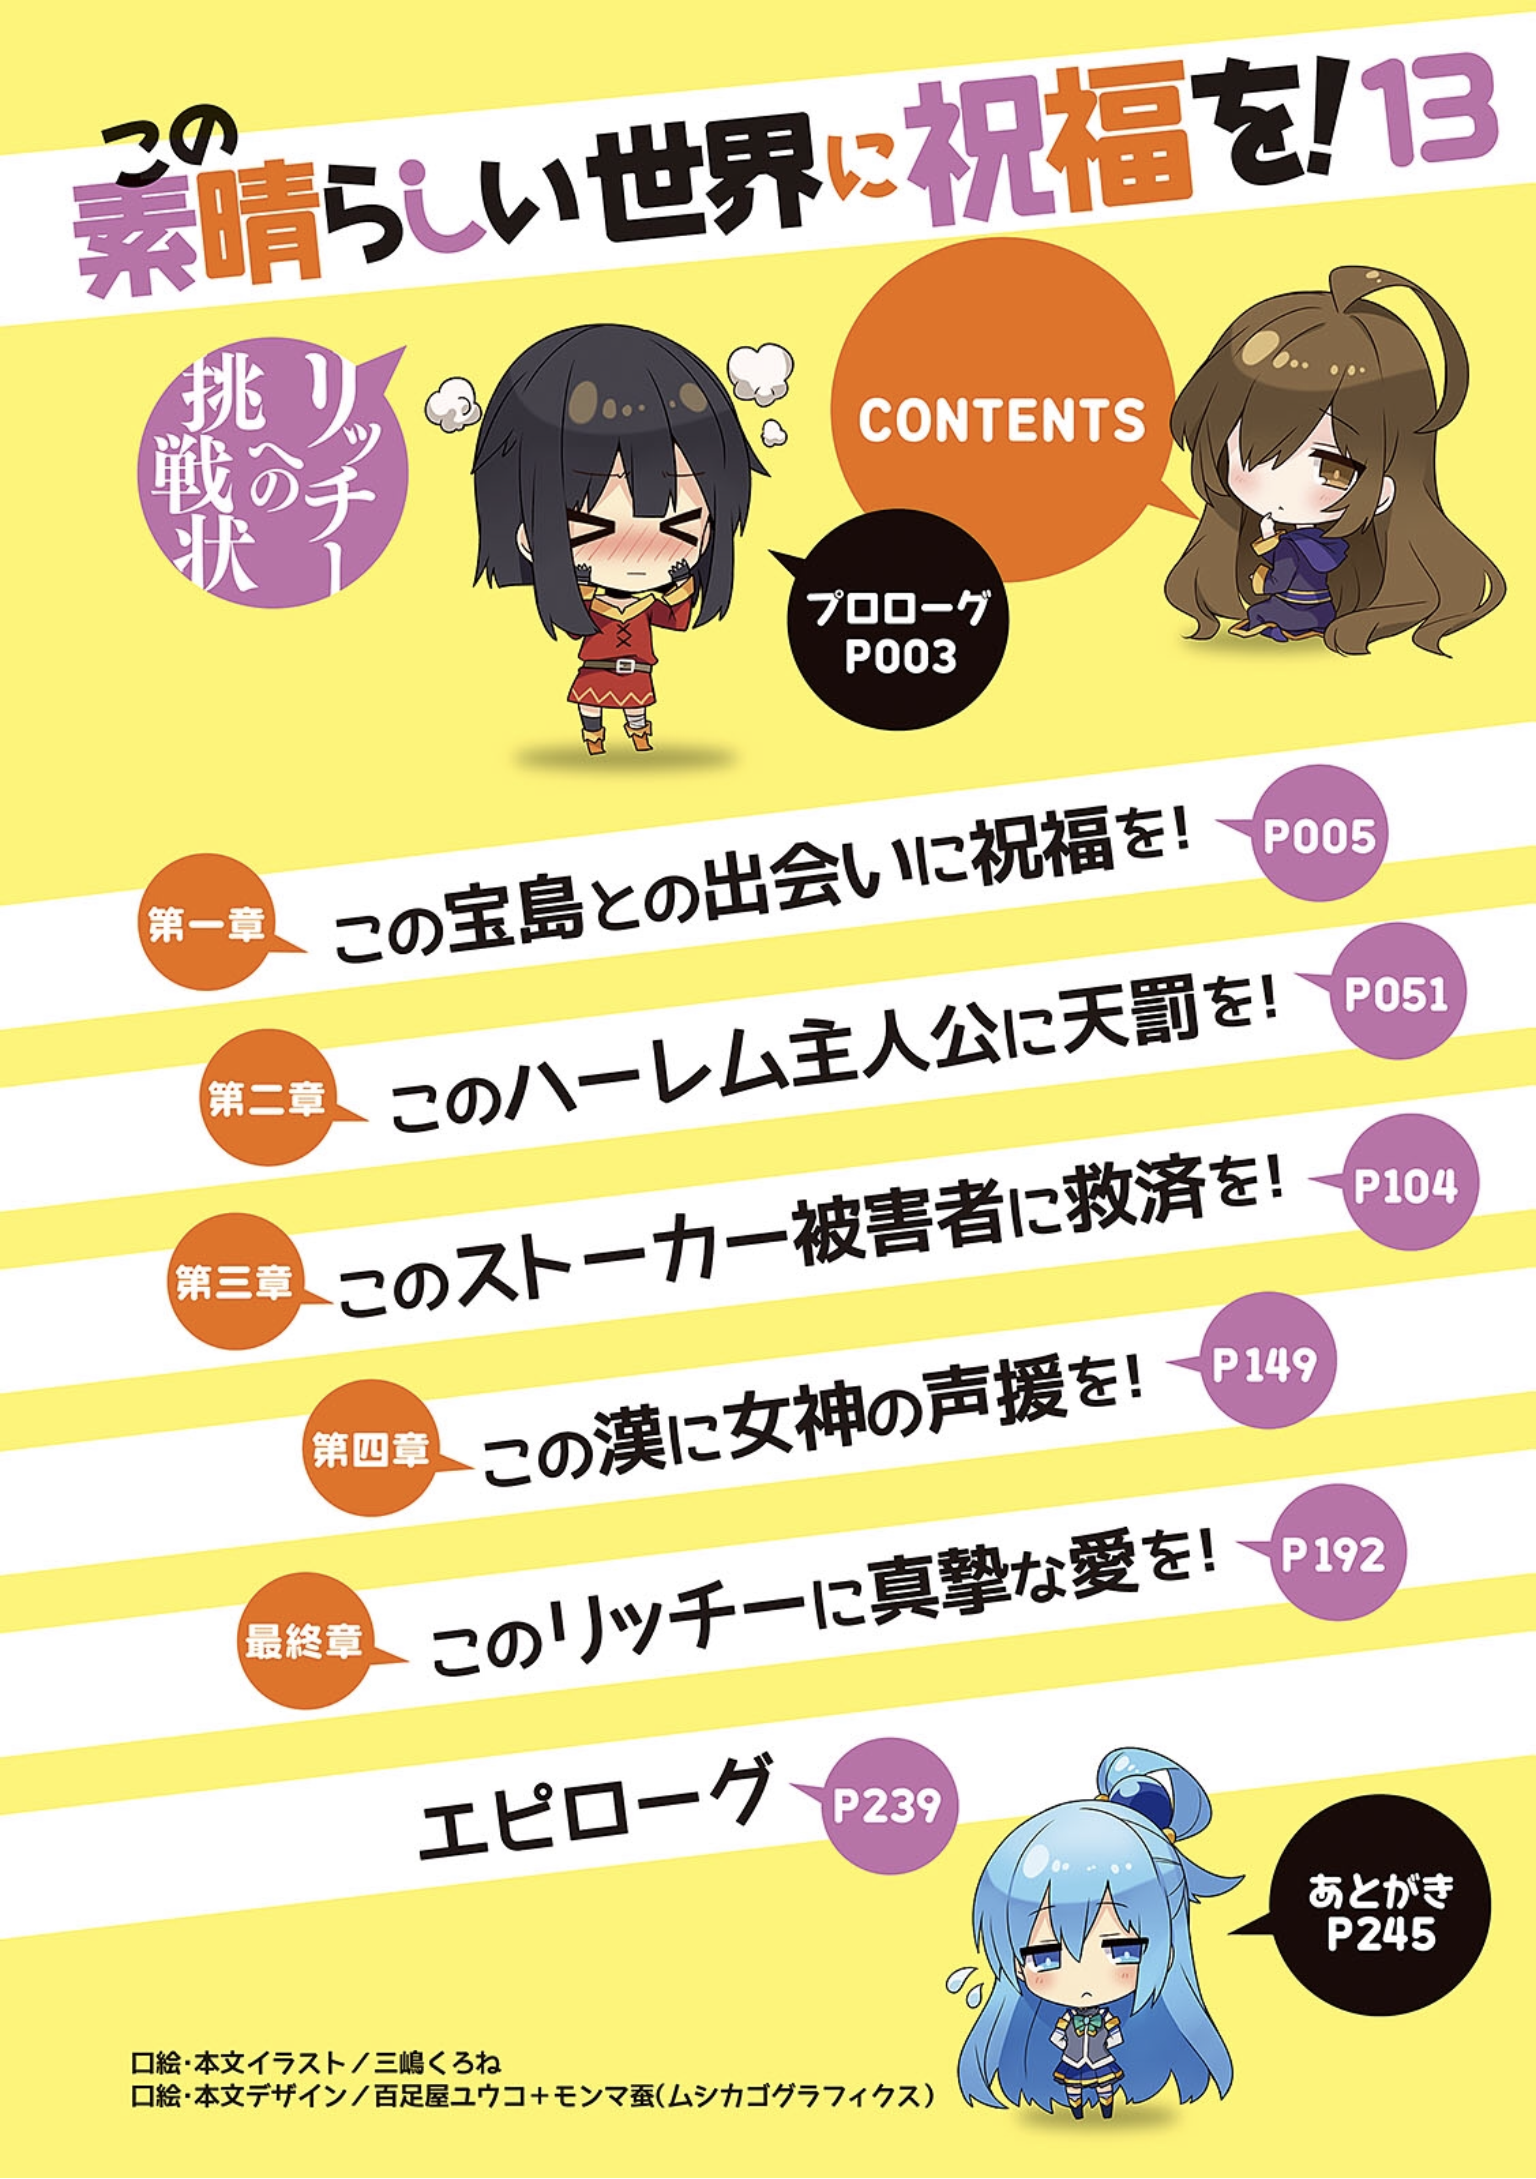 この
素晴らしい世界に祝福を!13
リッチー
への
挑戦状
CONTENTS
プロローグ
P003
第一章
この宝島との出会いに祝福を!
P005
第二章
このハーレム主人公に天罰を!
P051
第三章
このストーカー被害者に救済を!
P104
第四章
この漢に女神の声援を!
P149
最終章
このリッチーに真摯な愛を!
P192
エピローグ
P239
あとがき
P245
口絵・本文イラスト/三嶋くろね
口絵・本文デザイン/百足屋ユウコ+モンマ蚕(ムシカゴグラフィクス)